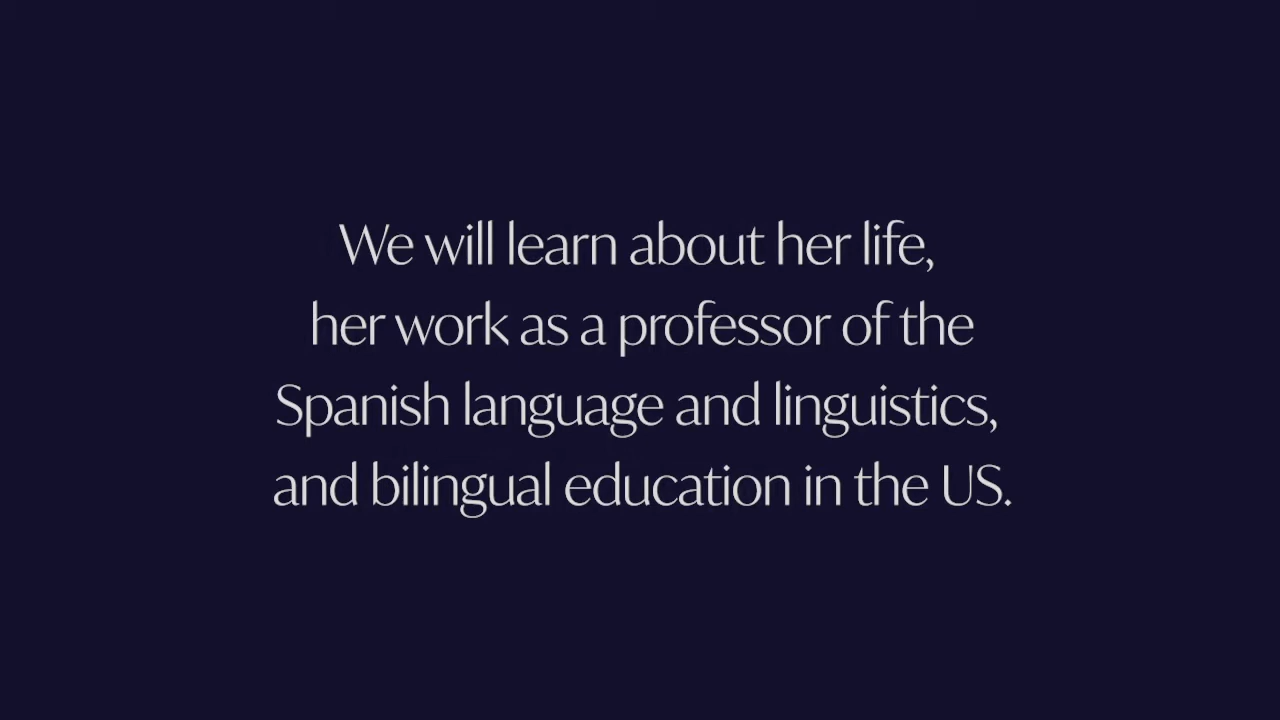 We will learn about her life,
her work as a professor of the
Spanish language and linguistics,
and bilingual education in the US.